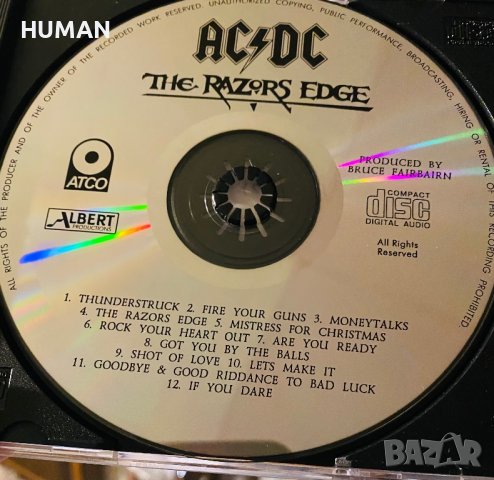 HUMAN
AC⚡DC
THE RAZORS EDGE
ALL RIGHTS OF THE PRODUCER AND OF THE OWNER OF THE RECORDED WORK RESERVED. UNAUTHORIZED COPYING, PUBLIC PERFORMANCE, BROADCASTING, HIRING OR RENTAL OF THIS RECORDING PROHIBITED.
ATCO
ALBERT
PRODUCTIONS
PRODUCED BY
BRUCE FAIRBAIRN
COMPACT
disc
DIGITAL AUDIO
All Rights
Reserved
1. THUNDERSTRUCK 2. FIRE YOUR GUNS 3. MONEYTALKS
4. THE RAZORS EDGE 5. MISTRESS FOR CHRISTMAS
6. ROCK YOUR HEART OUT 7. ARE YOU READY
8. GOT YOU BY THE BALLS
9. SHOT OF LOVE 10. LETS MAKE IT
11. GOODBYE & GOOD RIDDANCE TO BAD LUCK
12. IF YOU DARE
BAZAR